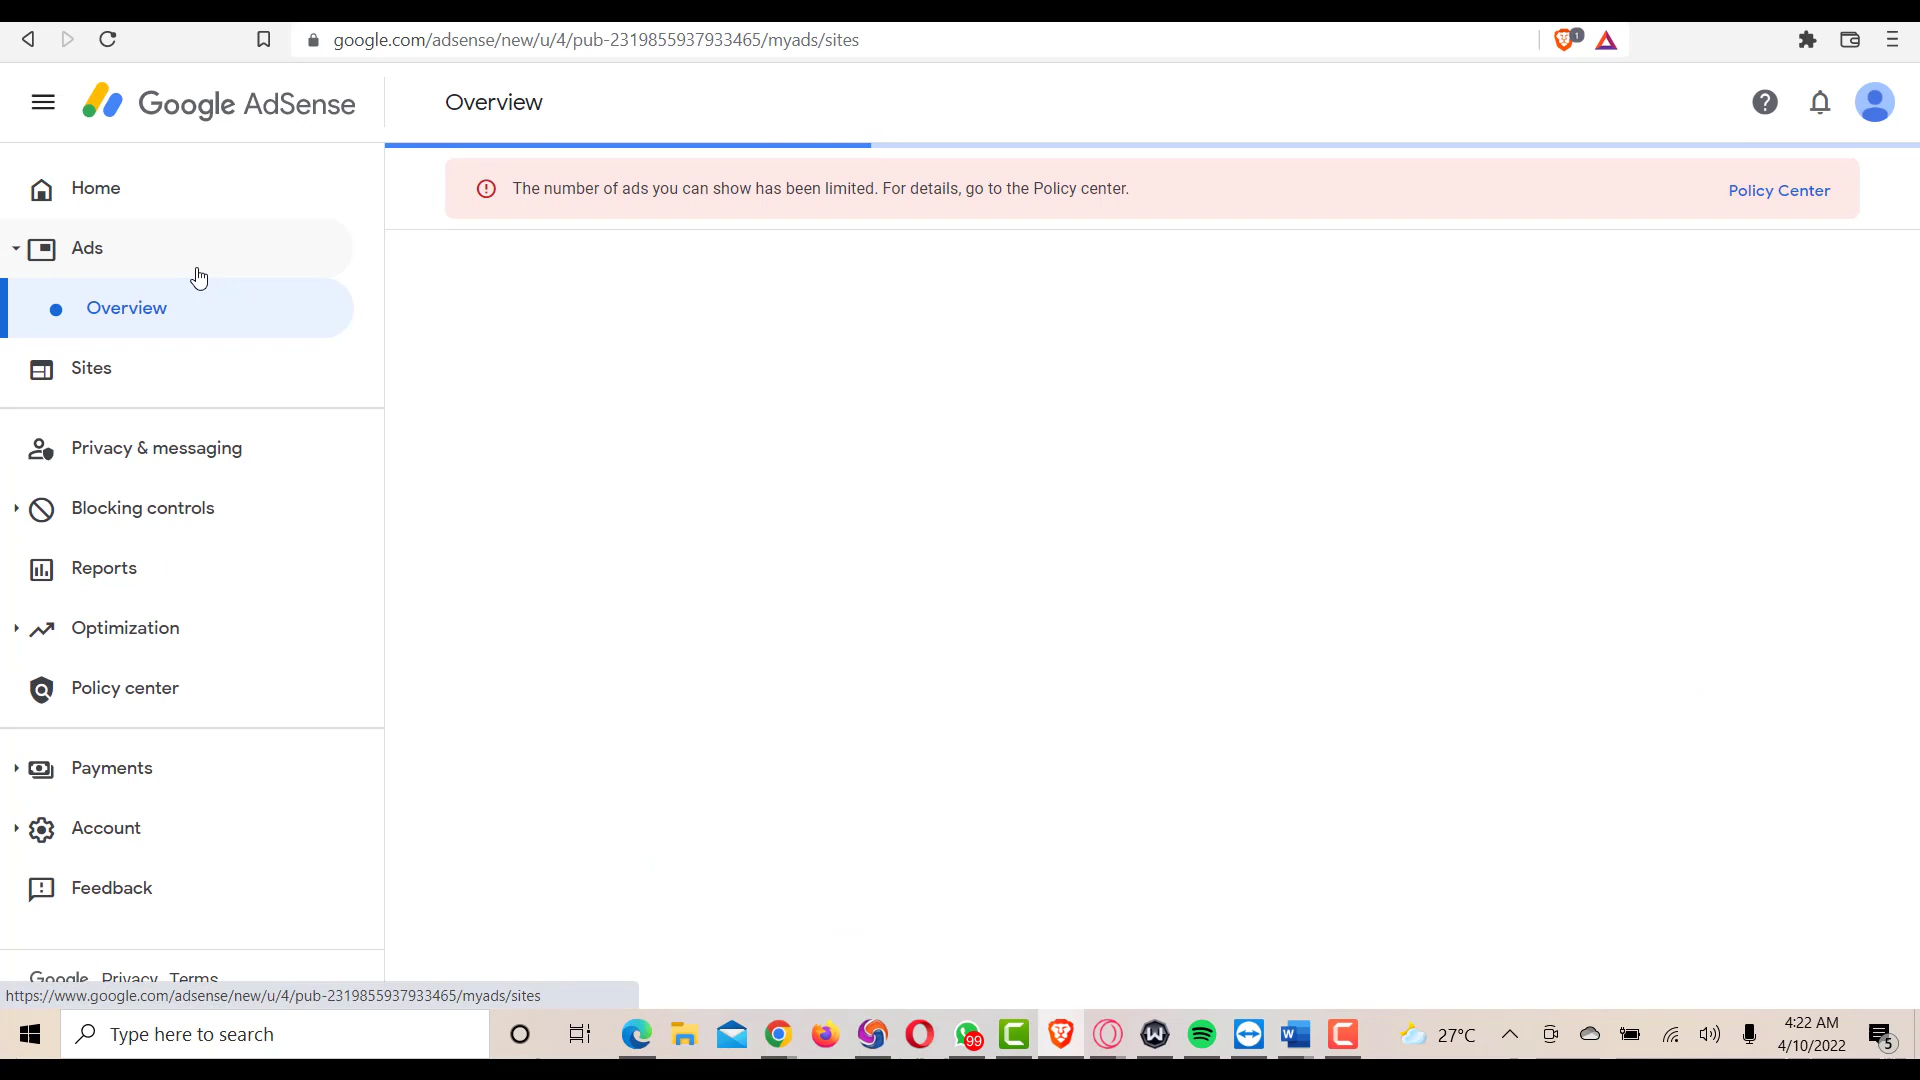 google.com/adsense/new/u/4/pub-2319855937933465/myads/sites
1
Google AdSense
Overview
Home
The number of ads you can show has been limited. For details, go to the Policy center.
Policy Center
Ads
Overview
Sites
Privacy & messaging
Blocking controls
Reports
Optimization
Policy center
Payments
Account
Feedback
Google Privacy Terms
https://www.google.com/adsense/new/u/4/pub-2319855937933465/myads/sites
Type here to search
99
27°C
4:22 AM
4/10/2022
5